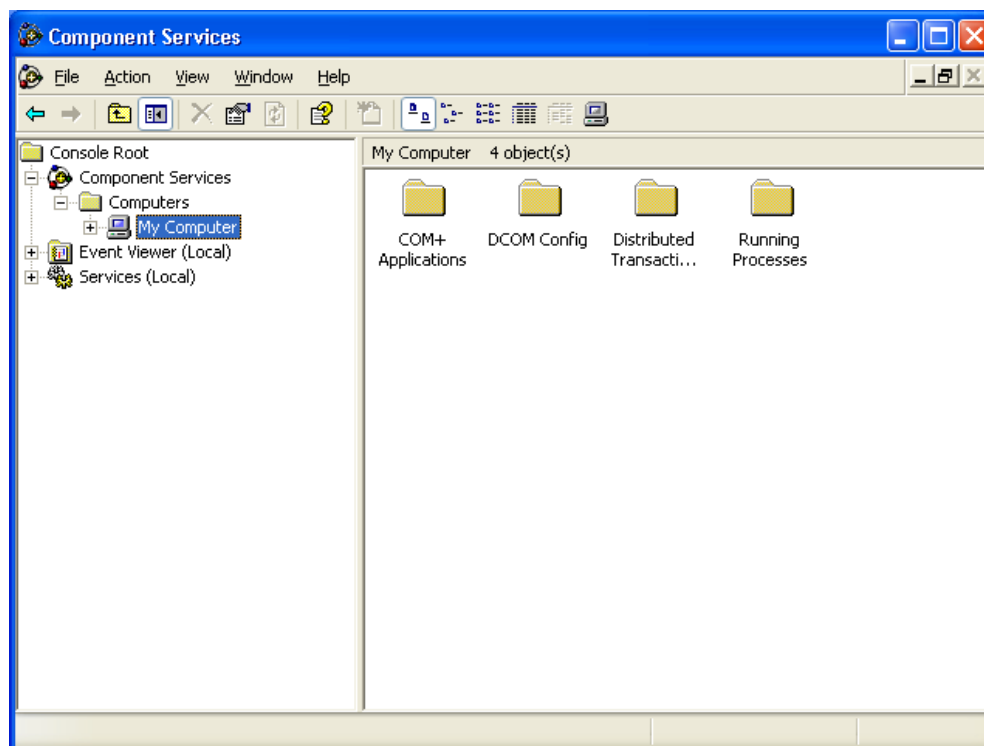 Component Services
File Action View Window Help
Console Root
Component Services
Computers
My Computer
Event Viewer (Local)
Services (Local)
My Computer 4 object(s)
COM+
Applications
DCOM Config
Distributed
Transacti...
Running
Processes